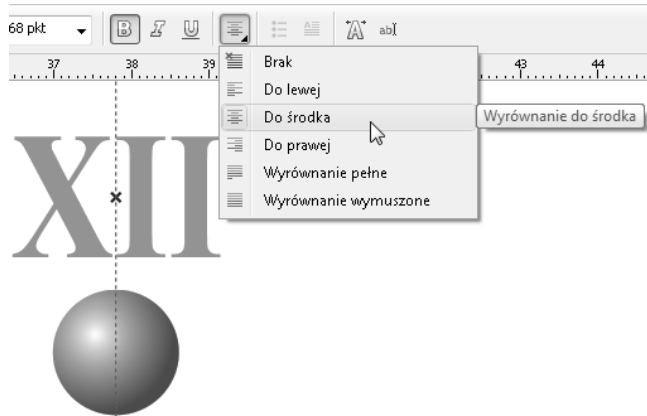 68 pkt B I U A abI
37 38 39 43 44
Brak
Do lewej
Do środka
Wyrównanie do środka
Do prawej
Wyrównanie pełne
Wyrównanie wymuszone
XII